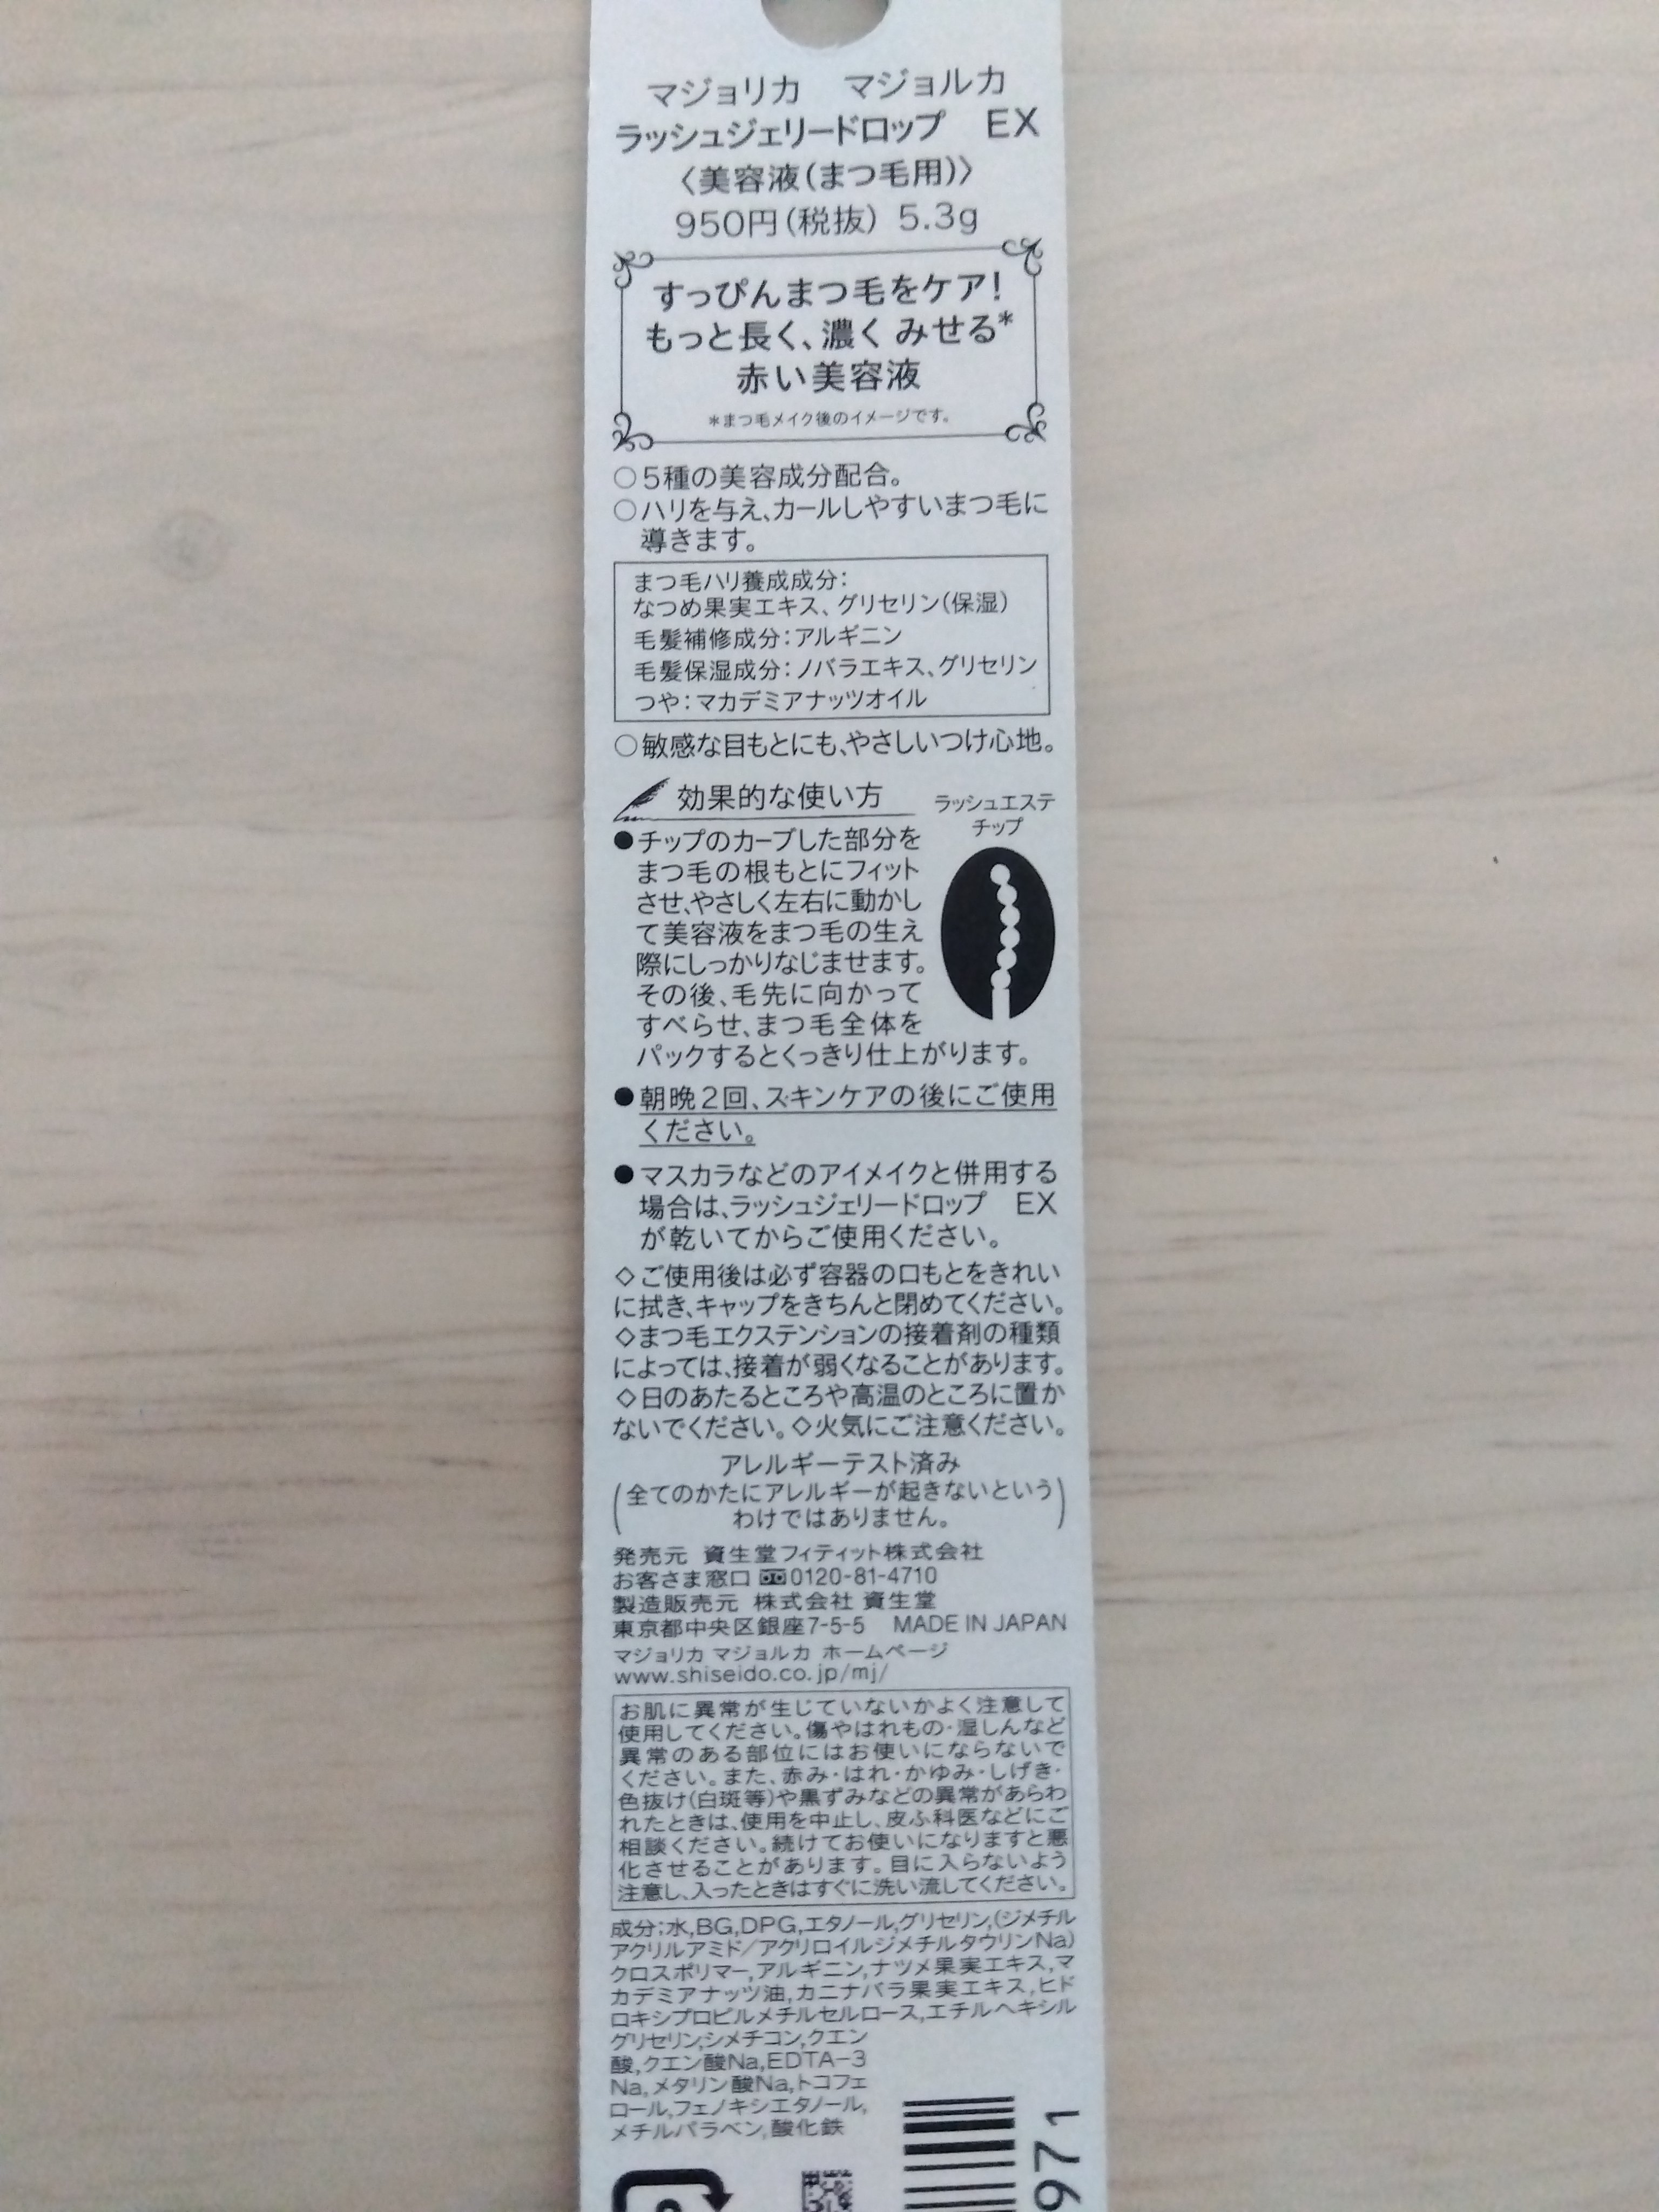 マジョリカ　マジョルカ
ラッシュジェリードロップ　EX
〈美容液(まつ毛用)〉
950円(税抜) 5.3g
すっぴんまつ毛をケア!
もっと長く、濃く みせる*
赤い美容液
*まつ毛メイク後のイメージです。
○5種の美容成分配合。
○ハリを与え、カールしやすいまつ毛に
導きます。
まつ毛ハリ養成成分:
なつめ果実エキス、グリセリン(保湿)
毛髪補修成分:アルギニン
毛髪保湿成分:ノバラエキス、グリセリン
つや:マカデミアナッツオイル
○敏感な目もとにも、やさしいつけ心地。
効果的な使い方
ラッシュエステ
チップ
●チップのカーブした部分を
まつ毛の根もとにフィット
させ、やさしく左右に動かし
て美容液をまつ毛の生え
際にしっかりなじませます。
その後、毛先に向かって
すべらせ、まつ毛全体を
パックするとくっきり仕上がります。
●朝晩2回、スキンケアの後にご使用
ください。
●マスカラなどのアイメイクと併用する
場合は、ラッシュジェリードロップ　EX
が乾いてからご使用ください。
◇ご使用後は必ず容器の口もとをきれい
に拭き、キャップをきちんと閉めてください。
◇まつ毛エクステンションの接着剤の種類
によっては、接着が弱くなることがあります。
◇日のあたるところや高温のところに置か
ないでください。◇火気にご注意ください。
アレルギーテスト済み
(全てのかたにアレルギーが起きないという
わけではありません。)
発売元 資生堂フィティット株式会社
お客さま窓口 0120-81-4710
製造販売元 株式会社 資生堂
東京都中央区銀座7-5-5　MADE IN JAPAN
マジョリカ マジョルカ ホームページ
www.shiseido.co.jp/mj/
お肌に異常が生じていないかよく注意して
使用してください。傷やはれもの・湿しんなど
異常のある部位にはお使いにならないで
ください。また、赤み・はれ・かゆみ・しげき・
色抜け(白斑等)や黒ずみなどの異常があらわ
れたときは、使用を中止し、皮ふ科医などにご
相談ください。続けてお使いになりますと悪
化させることがあります。目に入らないよう
注意し、入ったときはすぐに洗い流してください。
成分:水,BG,DPG,エタノール,グリセリン,(ジメチル
アクリルアミド/アクリロイルジメチルタウリンNa)
クロスポリマー,アルギニン,ナツメ果実エキス,マ
カデミアナッツ油,カニナバラ果実エキス,ヒド
ロキシプロピルメチルセルロース,エチルヘキシル
グリセリン,シメチコン,クエン
酸,クエン酸Na,EDTA-3
Na,メタリン酸Na,トコフェ
ロール,フェノキシエタノール,
メチルパラベン,酸化鉄
971